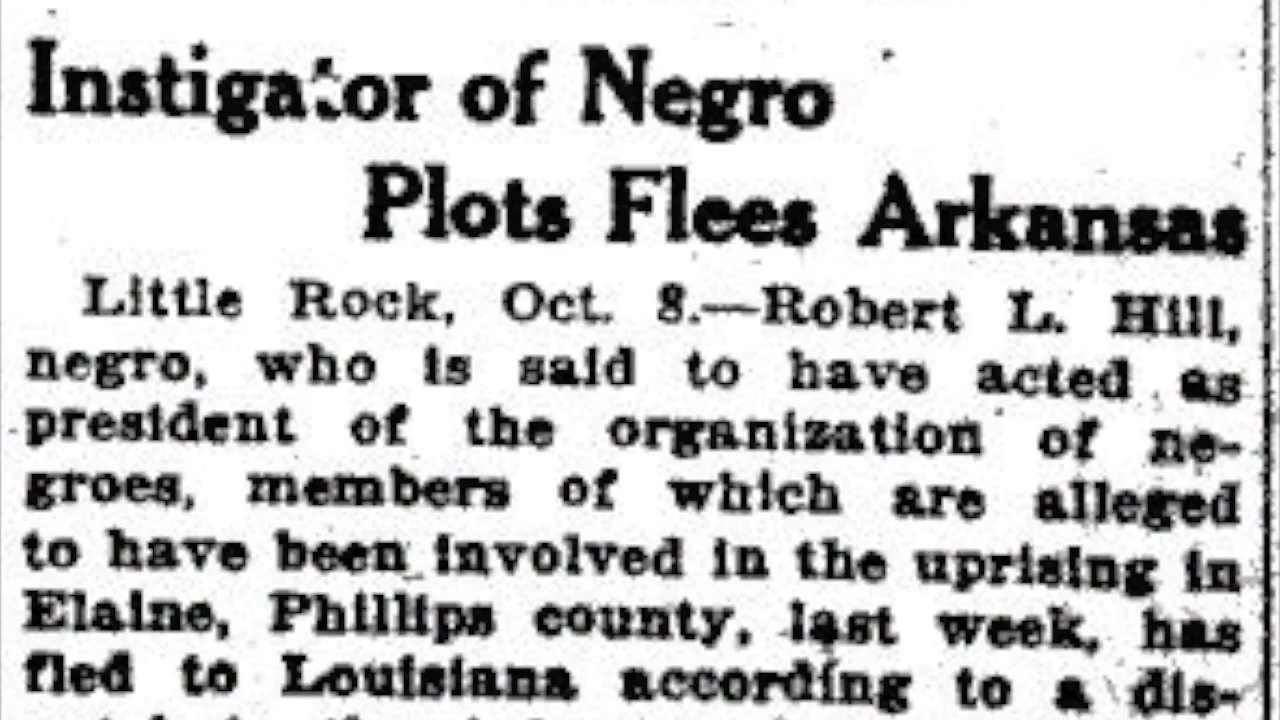 Instigator of Negro
Plots Flees Arkansas
Little Rock, Oct. 8.—Robert L. Hill,
negro, who is said to have acted as
president of the organization of ne-
groes, members of which are alleged
to have been involved in the uprising in
Elaine, Phillips county, last week, has
fled to Louisiana according to a dis-